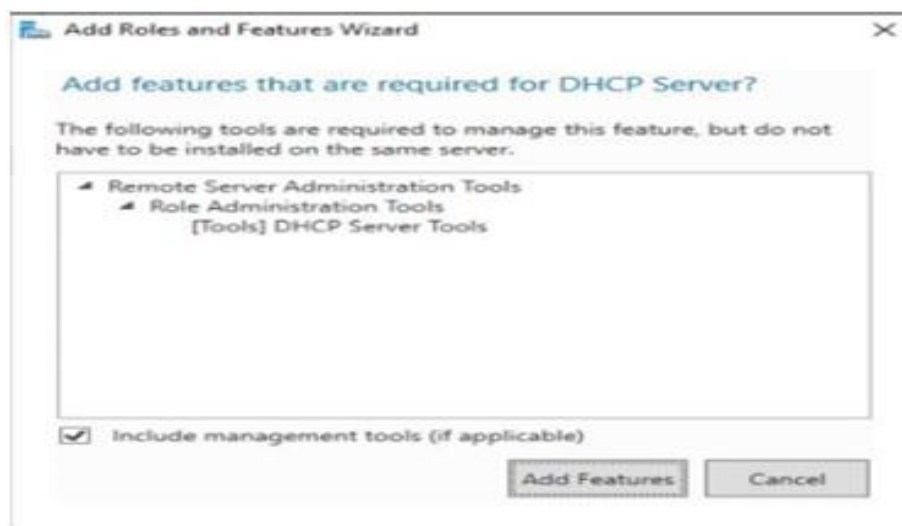 Add Roles and Features Wizard
Add features that are required for DHCP Server?
The following tools are required to manage this feature, but do not
have to be installed on the same server.
Remote Server Administration Tools
Role Administration Tools
[Tools] DHCP Server Tools
Include management tools (if applicable)
Add Features
Cancel